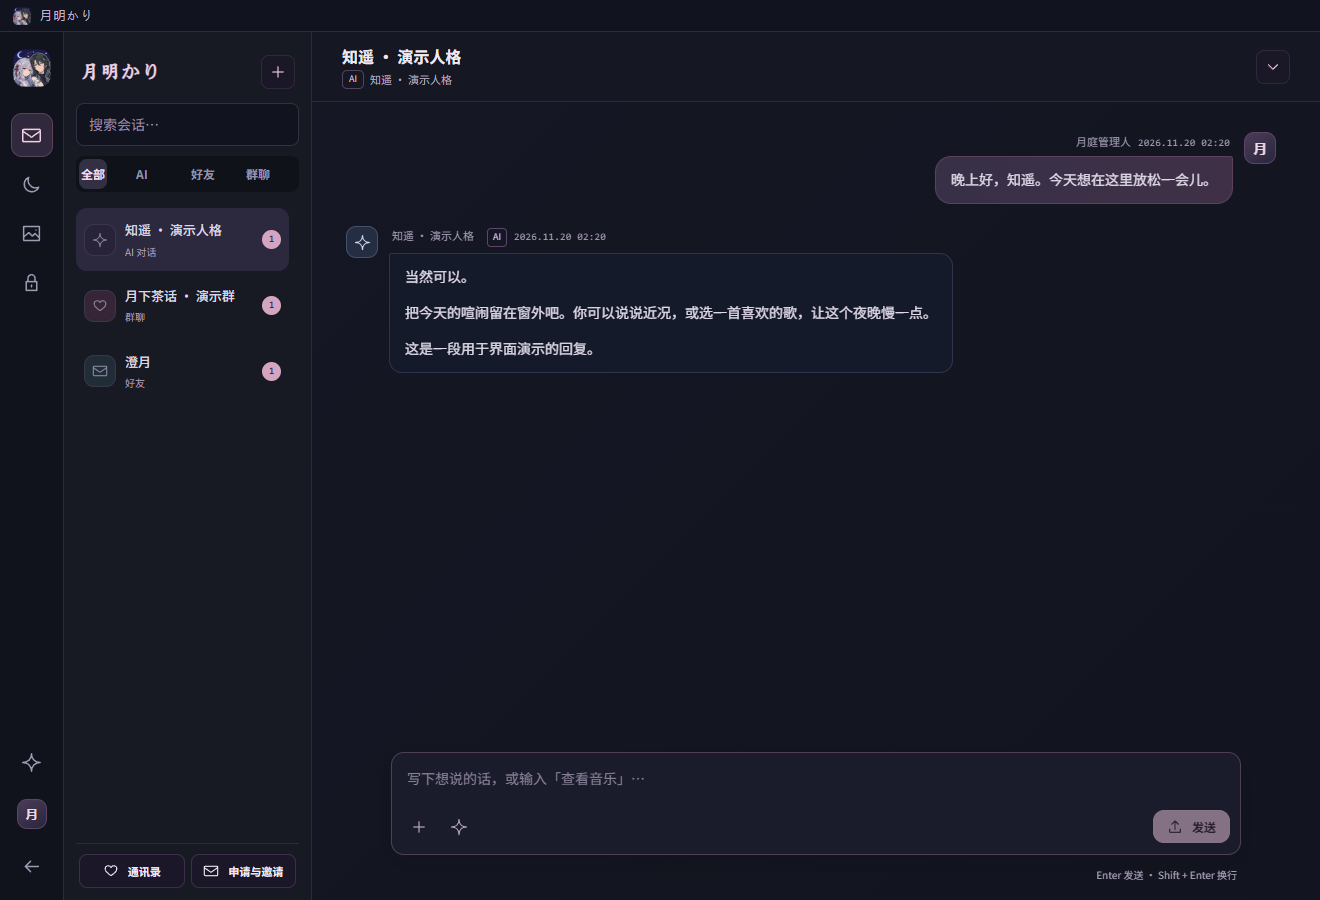 月明かり
月明かり
搜索会话…
全部 AI 好友 群聊
知遥 · 演示人格
AI 对话
1
月下茶话 · 演示群
群聊
1
澄月
好友
1
月
通讯录
申请与邀请
知遥 · 演示人格
AI 知遥 · 演示人格
月庭管理人 2026.11.20 02:20
月
晚上好，知遥。今天想在这里放松一会儿。
知遥 · 演示人格 AI 2026.11.20 02:20
当然可以。
把今天的喧闹留在窗外吧。你可以说说近况，或选一首喜欢的歌，让这个夜晚慢一点。
这是一段用于界面演示的回复。
写下想说的话，或输入「查看音乐」…
发送
Enter 发送 · Shift + Enter 换行